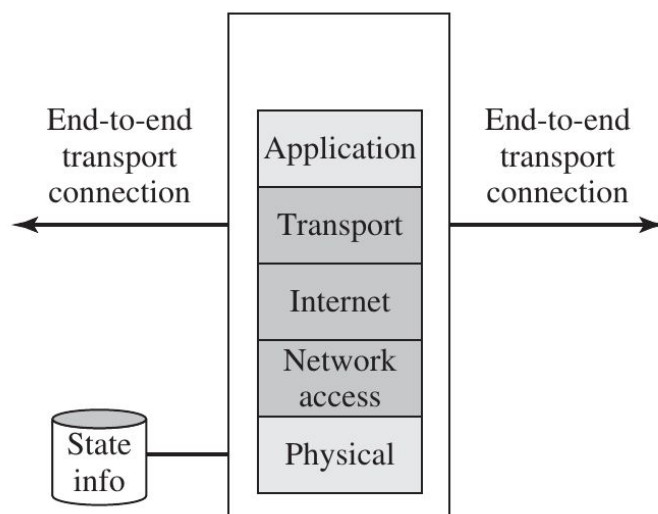 End-to-end
transport
connection
Application
Transport
Internet
Network
access
Physical
End-to-end
transport
connection
State
info